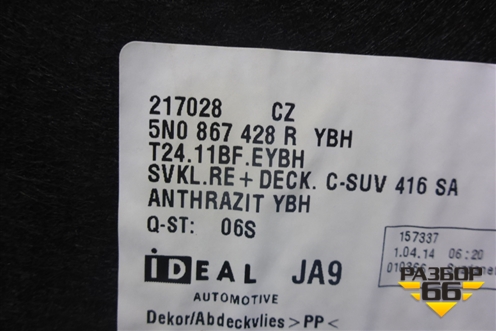 217028 CZ
5N0 867 428 R YBH
T24.11BF.EYBH
SVKL.RE+DECK. C-SUV 416 SA
ANTHRAZIT YBH
Q-ST: 06S
157337
1.04.14 06:20
IDEAL JA9
AUTOMOTIVE
Dekor/Abdeckvlies >PP<
РАЗБОР
66